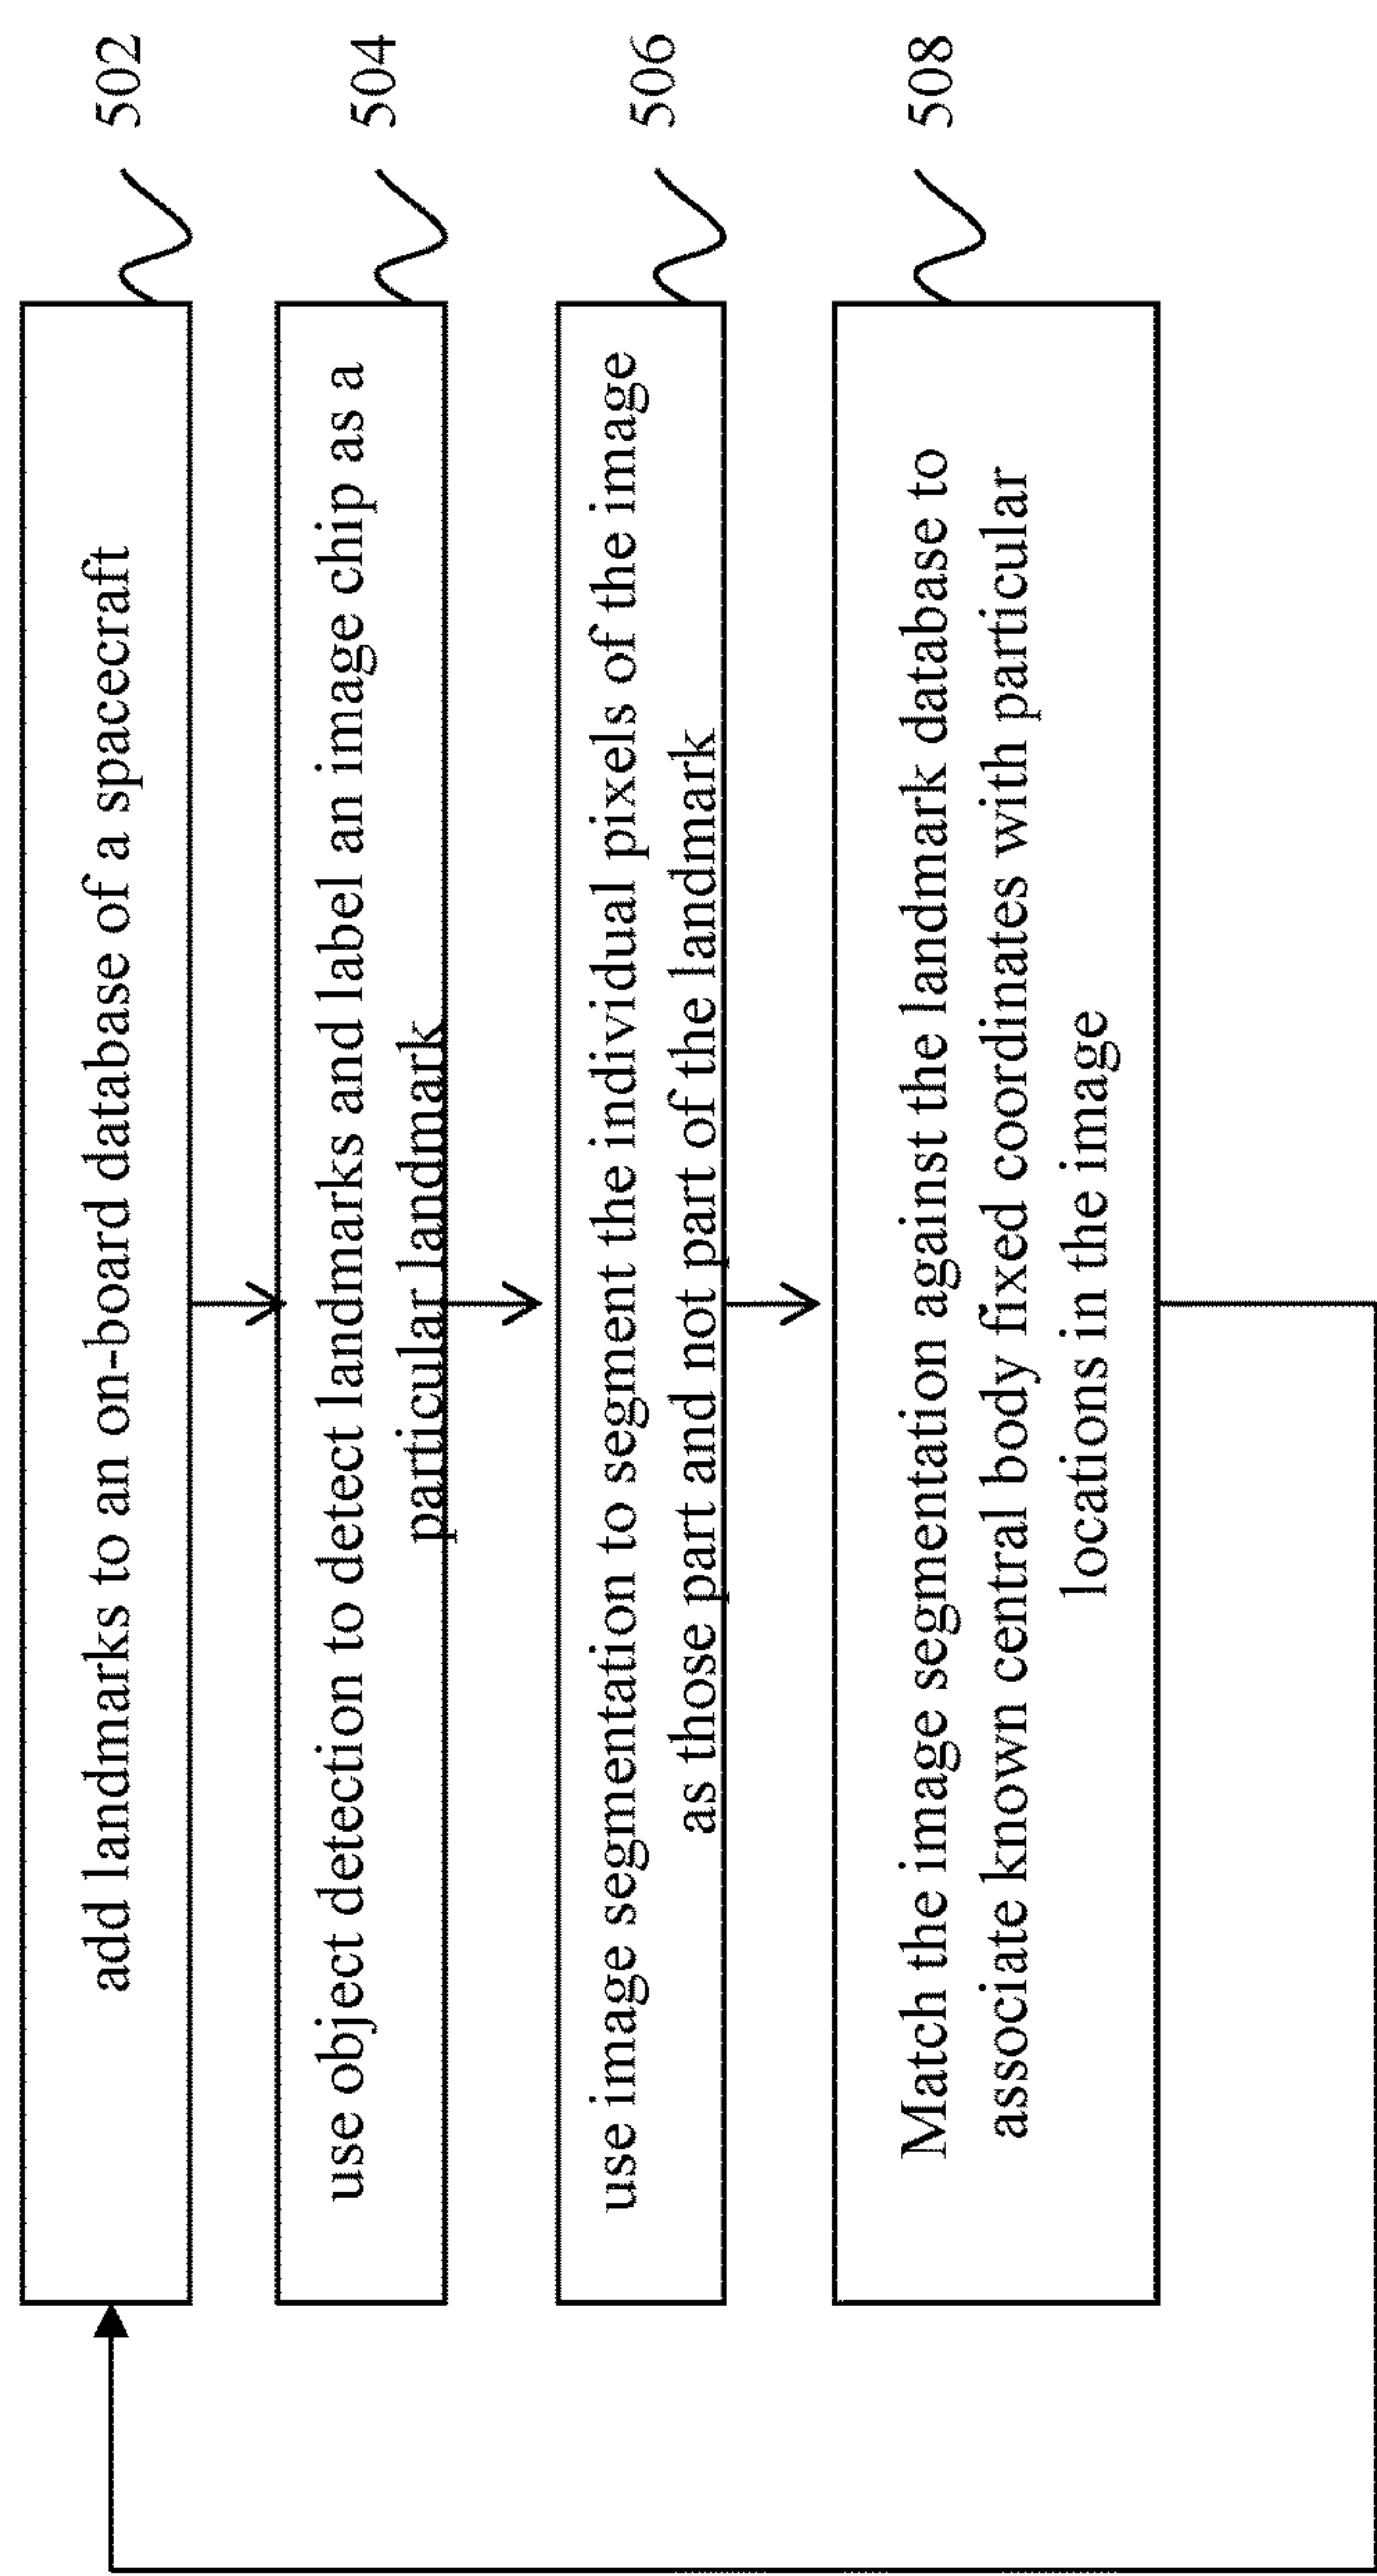 add landmarks to an on-board database of a spacecraft
502
use object detection to detect landmarks and label an image chip as a
particular landmark
504
use image segmentation to segment the individual pixels of the image
as those part and not part of the landmark
506
Match the image segmentation against the landmark database to
associate known central body fixed coordinates with particular
locations in the image
508